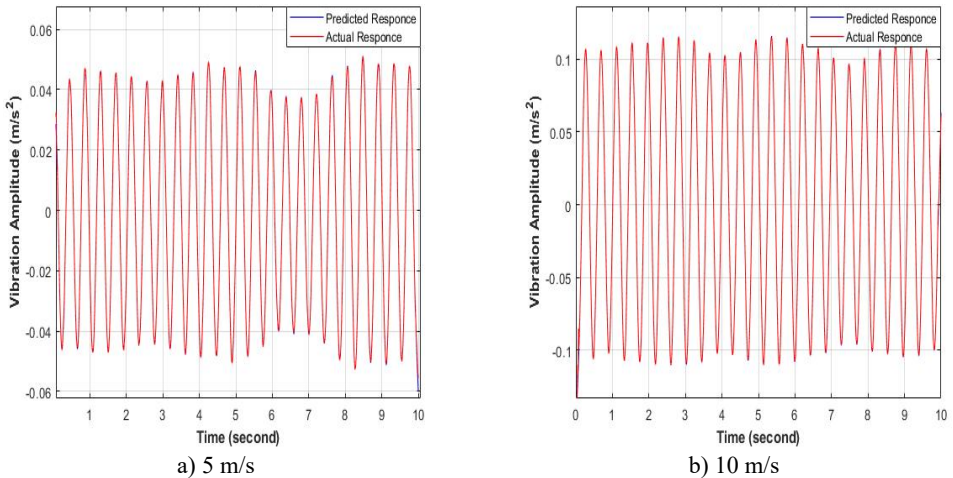 Predicted Responce
Actual Responce
Vibration Amplitude (m/s²)
0.06
0.04
0.02
0
-0.02
-0.04
-0.06
1 2 3 4 5 6 7 8 9 10
Time (second)
a) 5 m/s
Predicted Responce
Actual Responce
Vibration Amplitude (m/s²)
0.1
0.05
0
-0.05
-0.1
0 1 2 3 4 5 6 7 8 9 10
Time (second)
b) 10 m/s